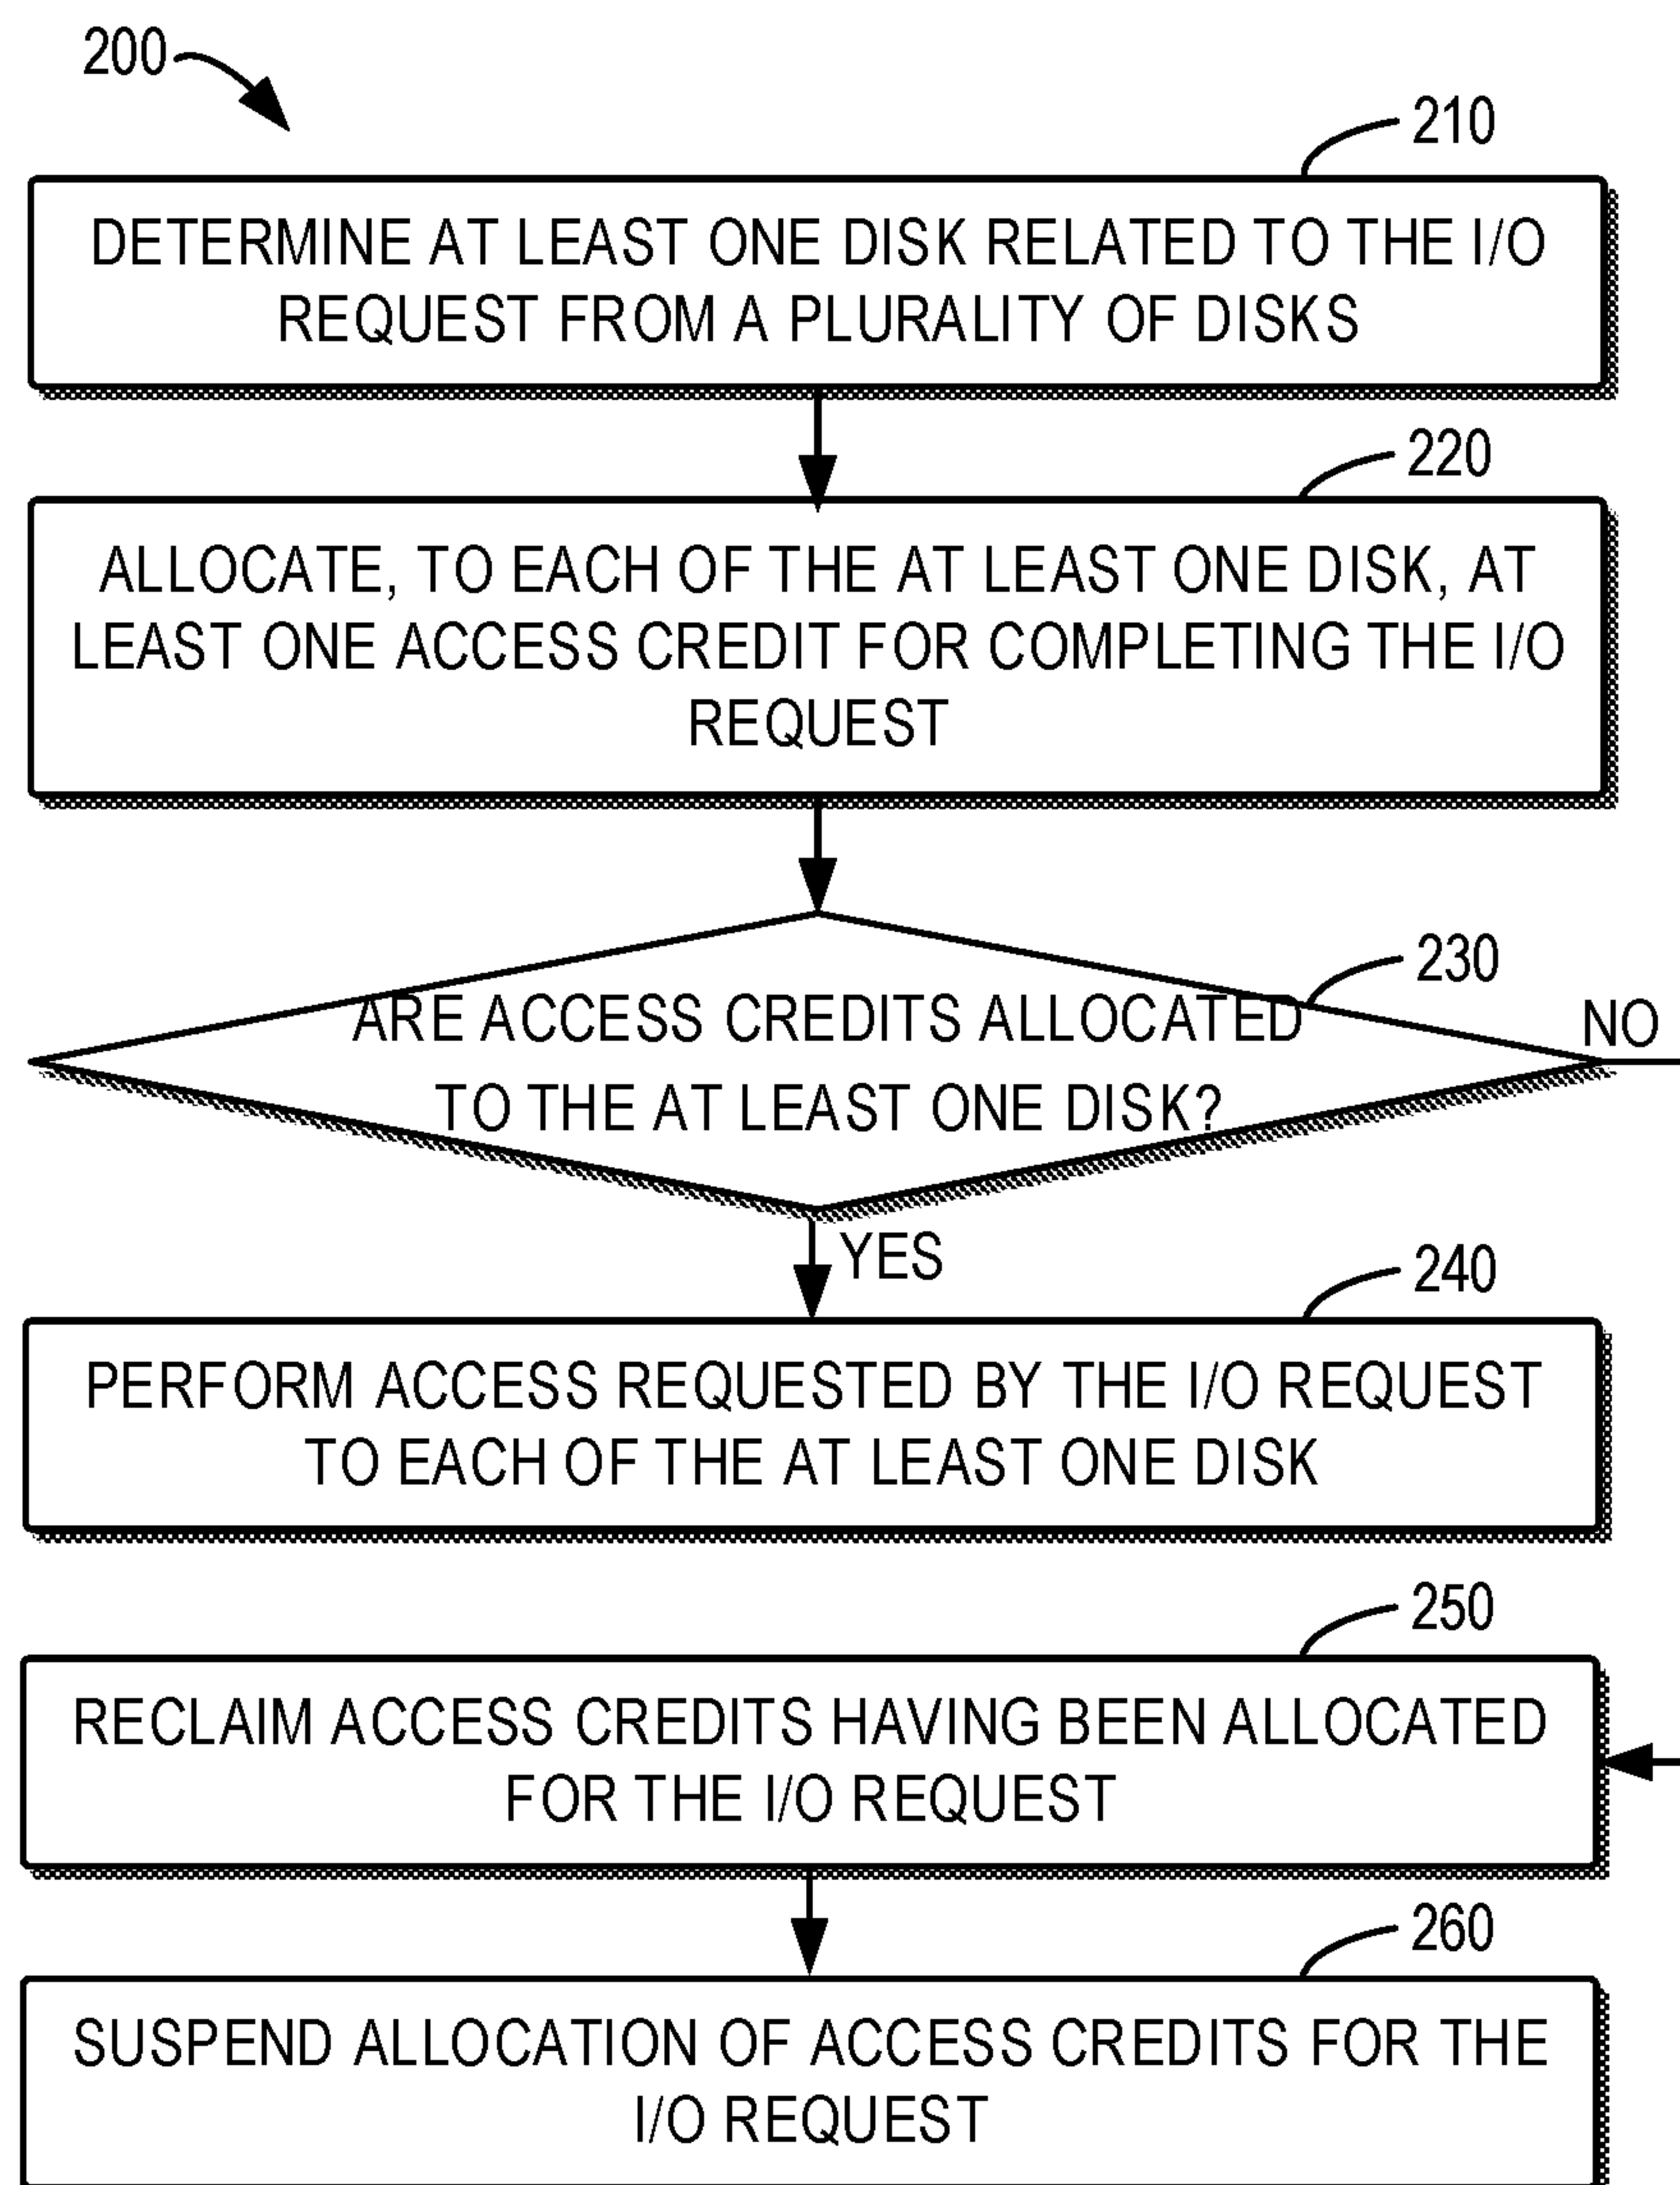 200
210
DETERMINE AT LEAST ONE DISK RELATED TO THE I/O
REQUEST FROM A PLURALITY OF DISKS
220
ALLOCATE, TO EACH OF THE AT LEAST ONE DISK, AT
LEAST ONE ACCESS CREDIT FOR COMPLETING THE I/O
REQUEST
230
NO
ARE ACCESS CREDITS ALLOCATED
TO THE AT LEAST ONE DISK?
YES
240
PERFORM ACCESS REQUESTED BY THE I/O REQUEST
TO EACH OF THE AT LEAST ONE DISK
250
RECLAIM ACCESS CREDITS HAVING BEEN ALLOCATED
FOR THE I/O REQUEST
260
SUSPEND ALLOCATION OF ACCESS CREDITS FOR THE
I/O REQUEST